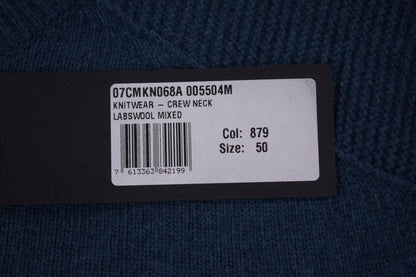 07CMKN068A 005504M
KNITWEAR – CREW NECK
LABSWOOL MIXED
Col: 879
Size: 50
7 613363 842199